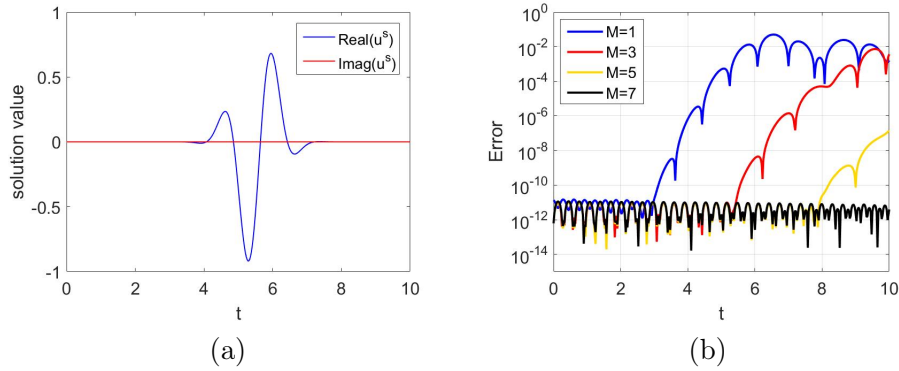 1
0.5
0
-0.5
-1
solution value
0 2 4 6 8 10
t
Real(u^s)
Imag(u^s)
(a)
10^0
10^-2
10^-4
10^-6
10^-8
10^-10
10^-12
10^-14
Error
0 2 4 6 8 10
t
M=1
M=3
M=5
M=7
(b)